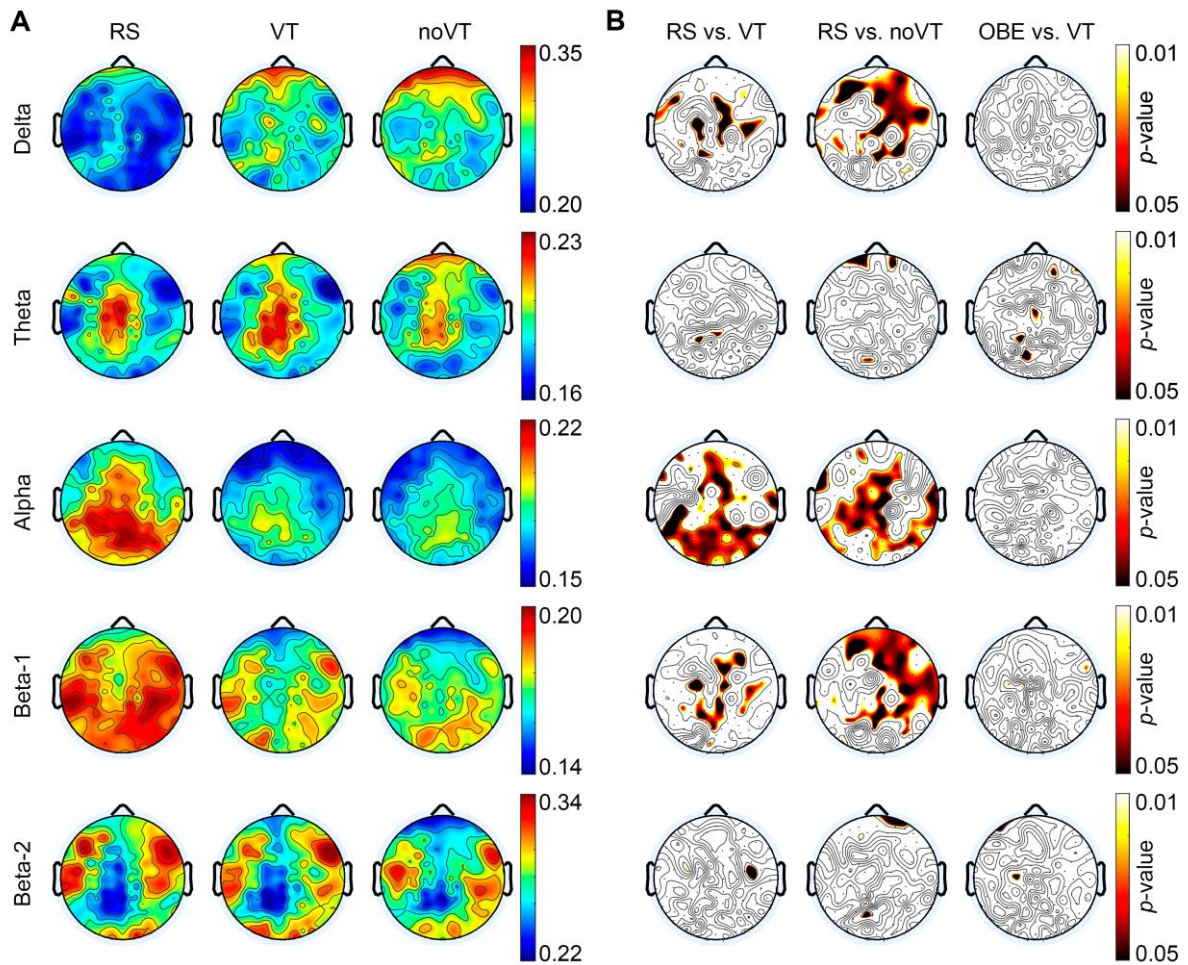 A
RS VT noVT
B
RS vs. VT RS vs. noVT OBE vs. VT
Delta
0.35
0.20
0.01
p-value
0.05
Theta
0.23
0.16
0.01
p-value
0.05
Alpha
0.22
0.15
0.01
p-value
0.05
Beta-1
0.20
0.14
0.01
p-value
0.05
Beta-2
0.34
0.22
0.01
p-value
0.05